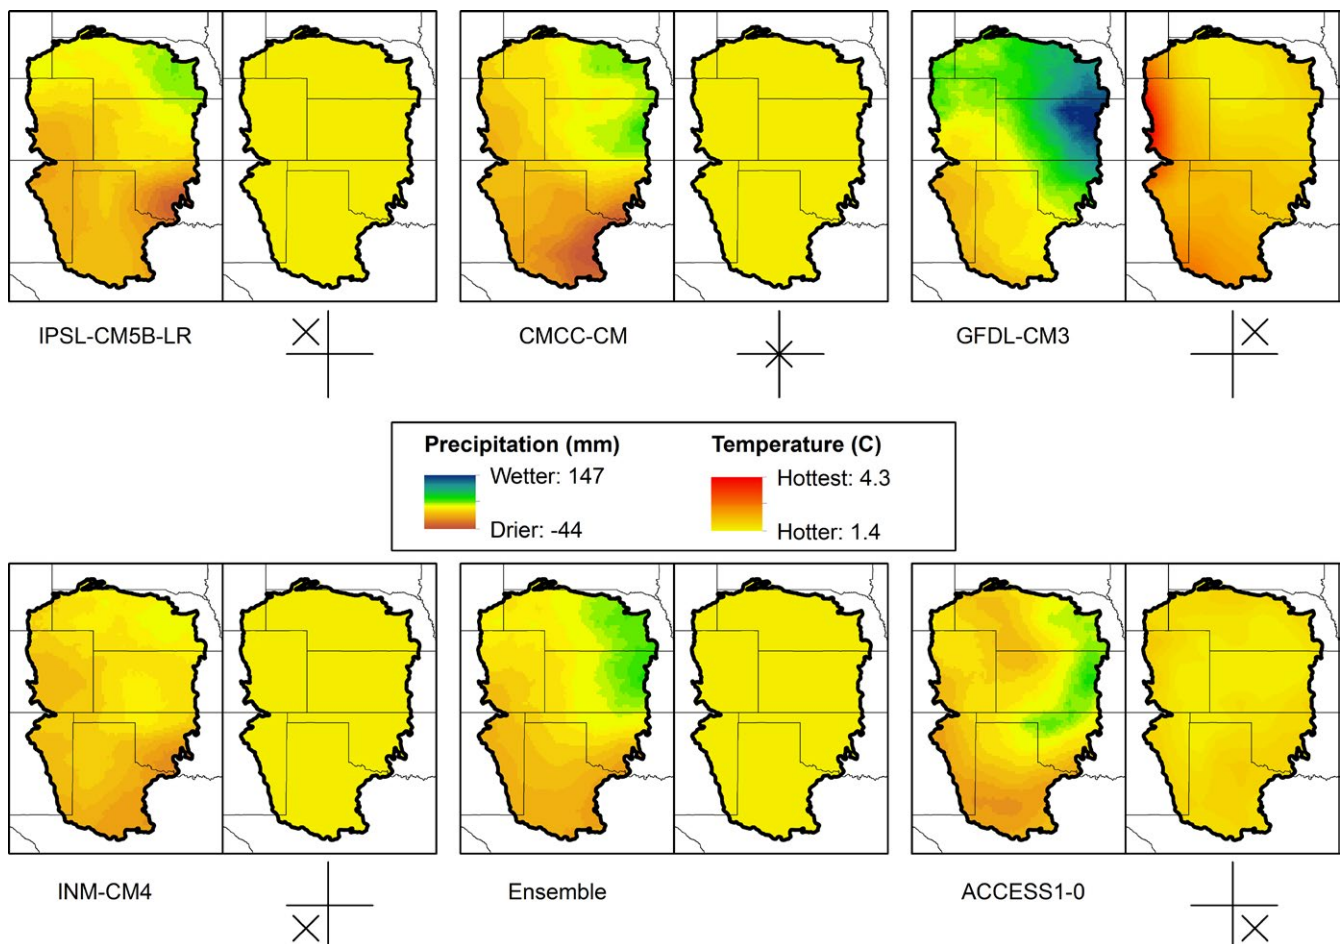 IPSL-CM5B-LR
CMCC-CM
GFDL-CM3
Precipitation (mm)
Wetter: 147
Drier: -44
Temperature (C)
Hottest: 4.3
Hotter: 1.4
INM-CM4
Ensemble
ACCESS1-0